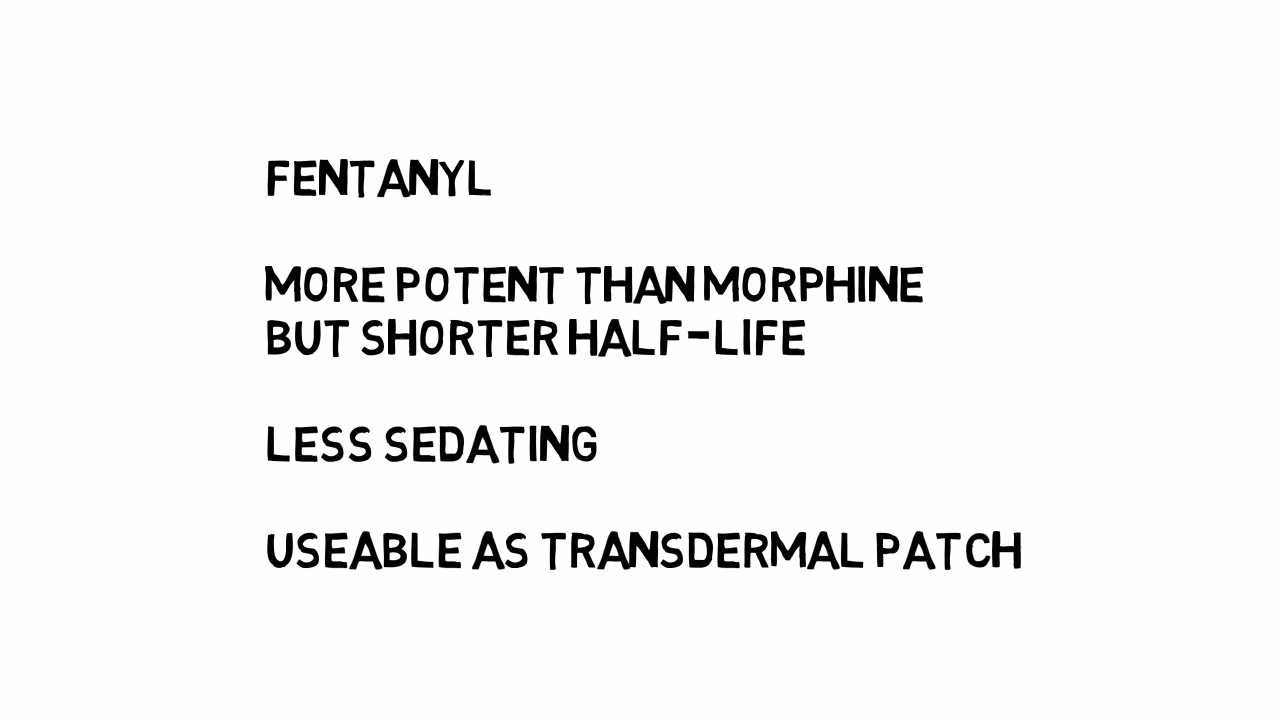 FENTANYL
MORE POTENT THAN MORPHINE
BUT SHORTER HALF-LIFE
LESS SEDATING
USEABLE AS TRANSDERMAL PATCH